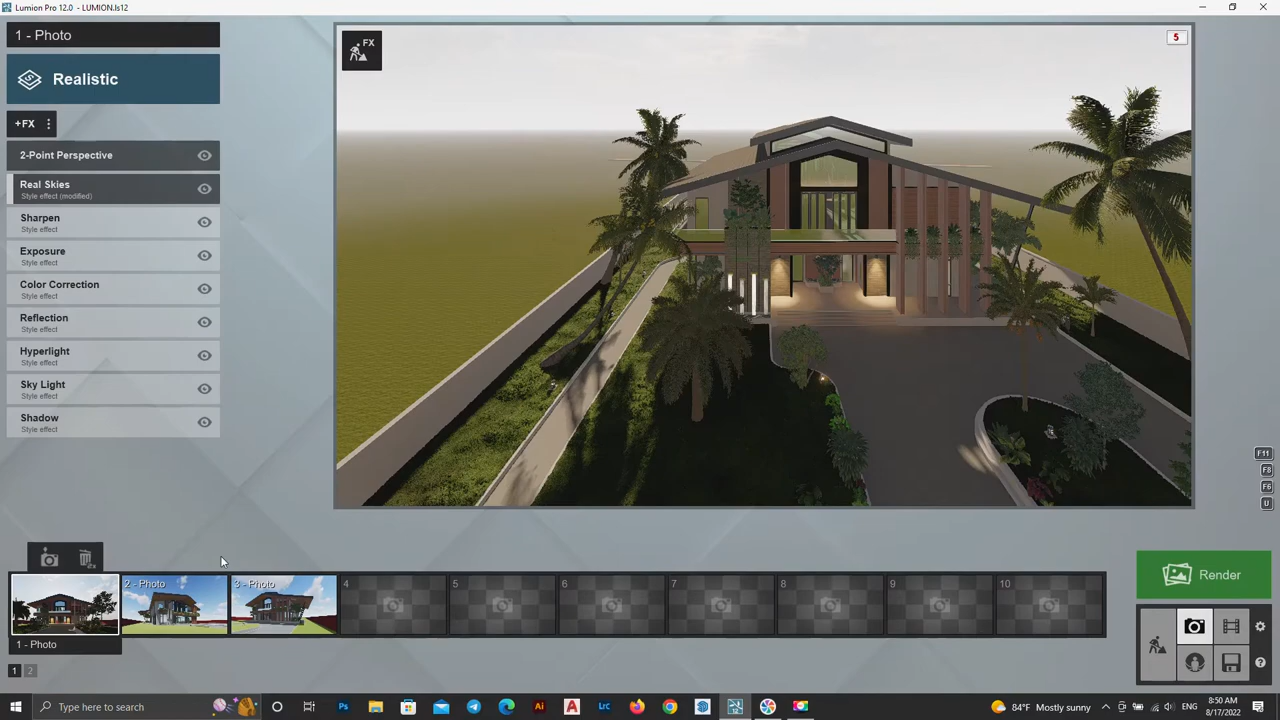 Lumion Pro 12.0 - LUMION.ls12
1 - Photo
Realistic
FX
5
+FX
2-Point Perspective
Real Skies
Style effect (modified)
Sharpen
Style effect
Exposure
Style effect
Color Correction
Style effect
Reflection
Style effect
Hyperlight
Style effect
Sky Light
Style effect
Shadow
Style effect
F11
F8
F6
U
2 - Photo
3 - Photo
4
5
6
7
8
9
10
1 - Photo
Render
1
2
Type here to search
Ps
Ai
A
Lrc
84°F Mostly sunny
ENG
8:50 AM
8/17/2022